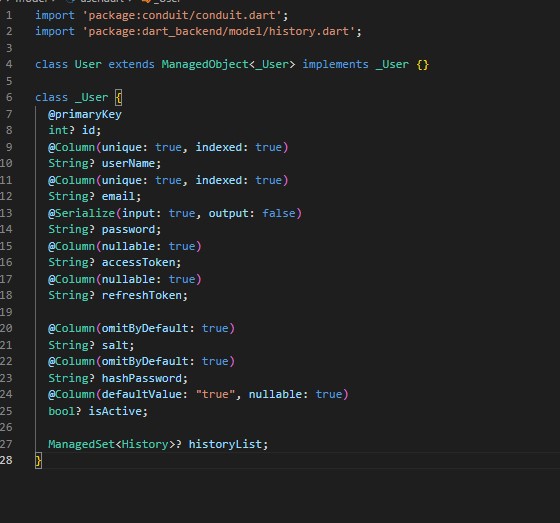 1 import 'package:conduit/conduit.dart';
2 import 'package:dart_backend/model/history.dart';
3
4 class User extends ManagedObject<_User> implements _User {}
5
6 class _User {
7   @primaryKey
8   int? id;
9   @Column(unique: true, indexed: true)
10   String? userName;
11   @Column(unique: true, indexed: true)
12   String? email;
13   @Serialize(input: true, output: false)
14   String? password;
15   @Column(nullable: true)
16   String? accessToken;
17   @Column(nullable: true)
18   String? refreshToken;
19
20   @Column(omitByDefault: true)
21   String? salt;
22   @Column(omitByDefault: true)
23   String? hashPassword;
24   @Column(defaultValue: "true", nullable: true)
25   bool? isActive;
26
27   ManagedSet<History>? historyList;
28 }